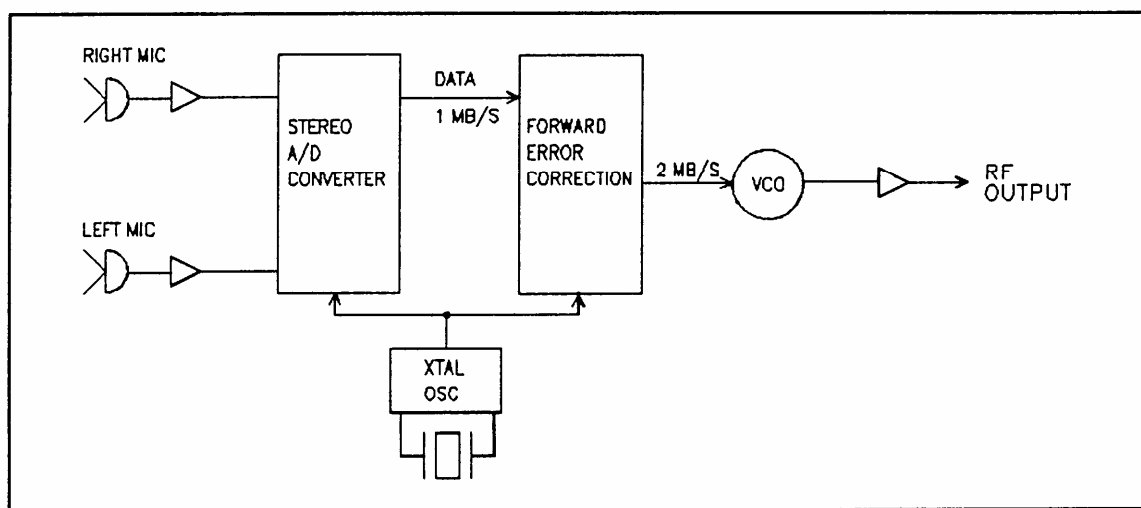 RIGHT MIC
LEFT MIC
STEREO
A/D
CONVERTER
DATA
1 MB/S
FORWARD
ERROR
CORRECTION
2 MB/S
VCO
RF
OUTPUT
XTAL
OSC